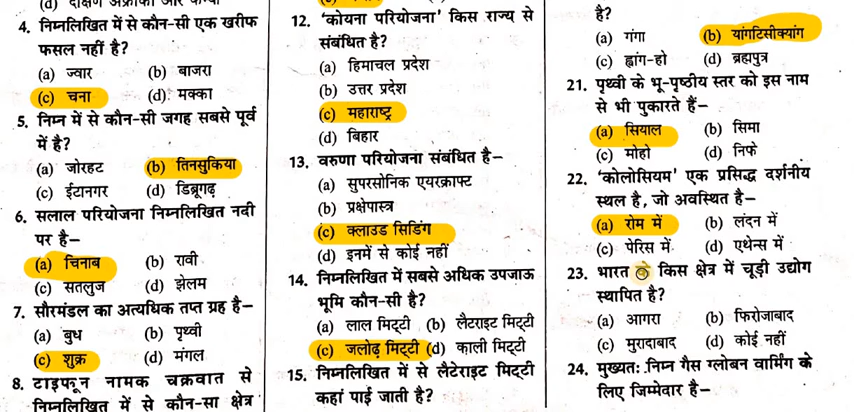 (d) दक्षिण अफ्रीका और
4. निम्नलिखित में से कौन-सी एक खरीफ
फसल नहीं है?
(a) ज्वार (b) बाजरा
(c) चना (d) मक्का
5. निम्न में से कौन-सी जगह सबसे पूर्व
में है?
(a) जोरहट (b) तिनसुकिया
(c) ईटानगर (d) डिब्रूगढ़
6. सलाल परियोजना निम्नलिखित नदी
पर है–
(a) चिनाब (b) रावी
(c) सतलुज (d) झेलम
7. सौरमंडल का अत्यधिक तप्त ग्रह है–
(a) बुध (b) पृथ्वी
(c) शुक्र (d) मंगल
8. टाइफून नामक चक्रवात से
निम्नलिखित में से कौन-सा क्षेत्र
12. 'कोयना परियोजना' किस राज्य से
संबंधित है?
(a) हिमाचल प्रदेश
(b) उत्तर प्रदेश
(c) महाराष्ट्र
(d) बिहार
13. वरुणा परियोजना संबंधित है–
(a) सुपरसोनिक एयरक्राफ्ट
(b) प्रक्षेपास्त्र
(c) क्लाउड सिडिंग
(d) इनमें से कोई नहीं
14. निम्नलिखित में सबसे अधिक उपजाऊ
भूमि कौन-सी है?
(a) लाल मिट्टी (b) लैटराइट मिट्टी
(c) जलोढ़ मिट्टी (d) काली मिट्टी
15. निम्नलिखित में से लैटेराइट मिट्टी
कहां पाई जाती है?
है?
(a) गंगा (b) यांगटिसीक्यांग
(c) ह्वांग-हो (d) ब्रह्मपुत्र
21. पृथ्वी के भू-पृष्ठीय स्तर को इस नाम
से भी पुकारते हैं–
(a) सियाल (b) सिमा
(c) मोहो (d) निफे
22. 'कोलोसियम' एक प्रसिद्ध दर्शनीय
स्थल है, जो अवस्थित है–
(a) रोम में (b) लंदन में
(c) पेरिस में (d) एथेन्स में
23. भारत के किस क्षेत्र में चूड़ी उद्योग
स्थापित है?
(a) आगरा (b) फिरोजाबाद
(c) मुरादाबाद (d) कोई नहीं
24. मुख्यतः निम्न गैस ग्लोबन वार्मिंग के
लिए जिम्मेवार है–